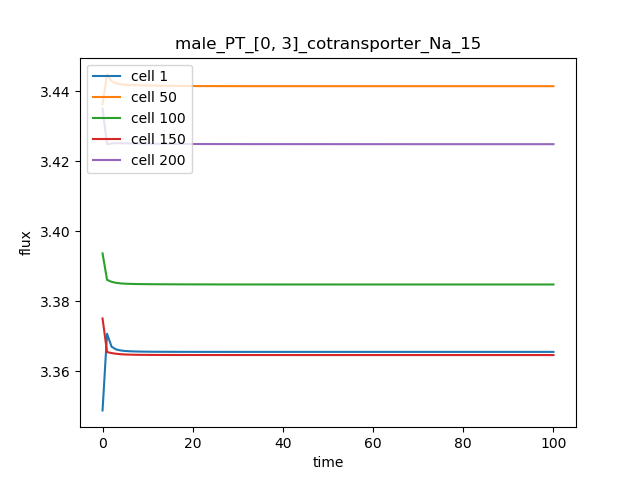 male_PT_[0, 3]_cotransporter_Na_15
cell 1
cell 50
cell 100
cell 150
cell 200
3.44
3.42
3.40
3.38
3.36
flux
0
20
40
60
80
100
time